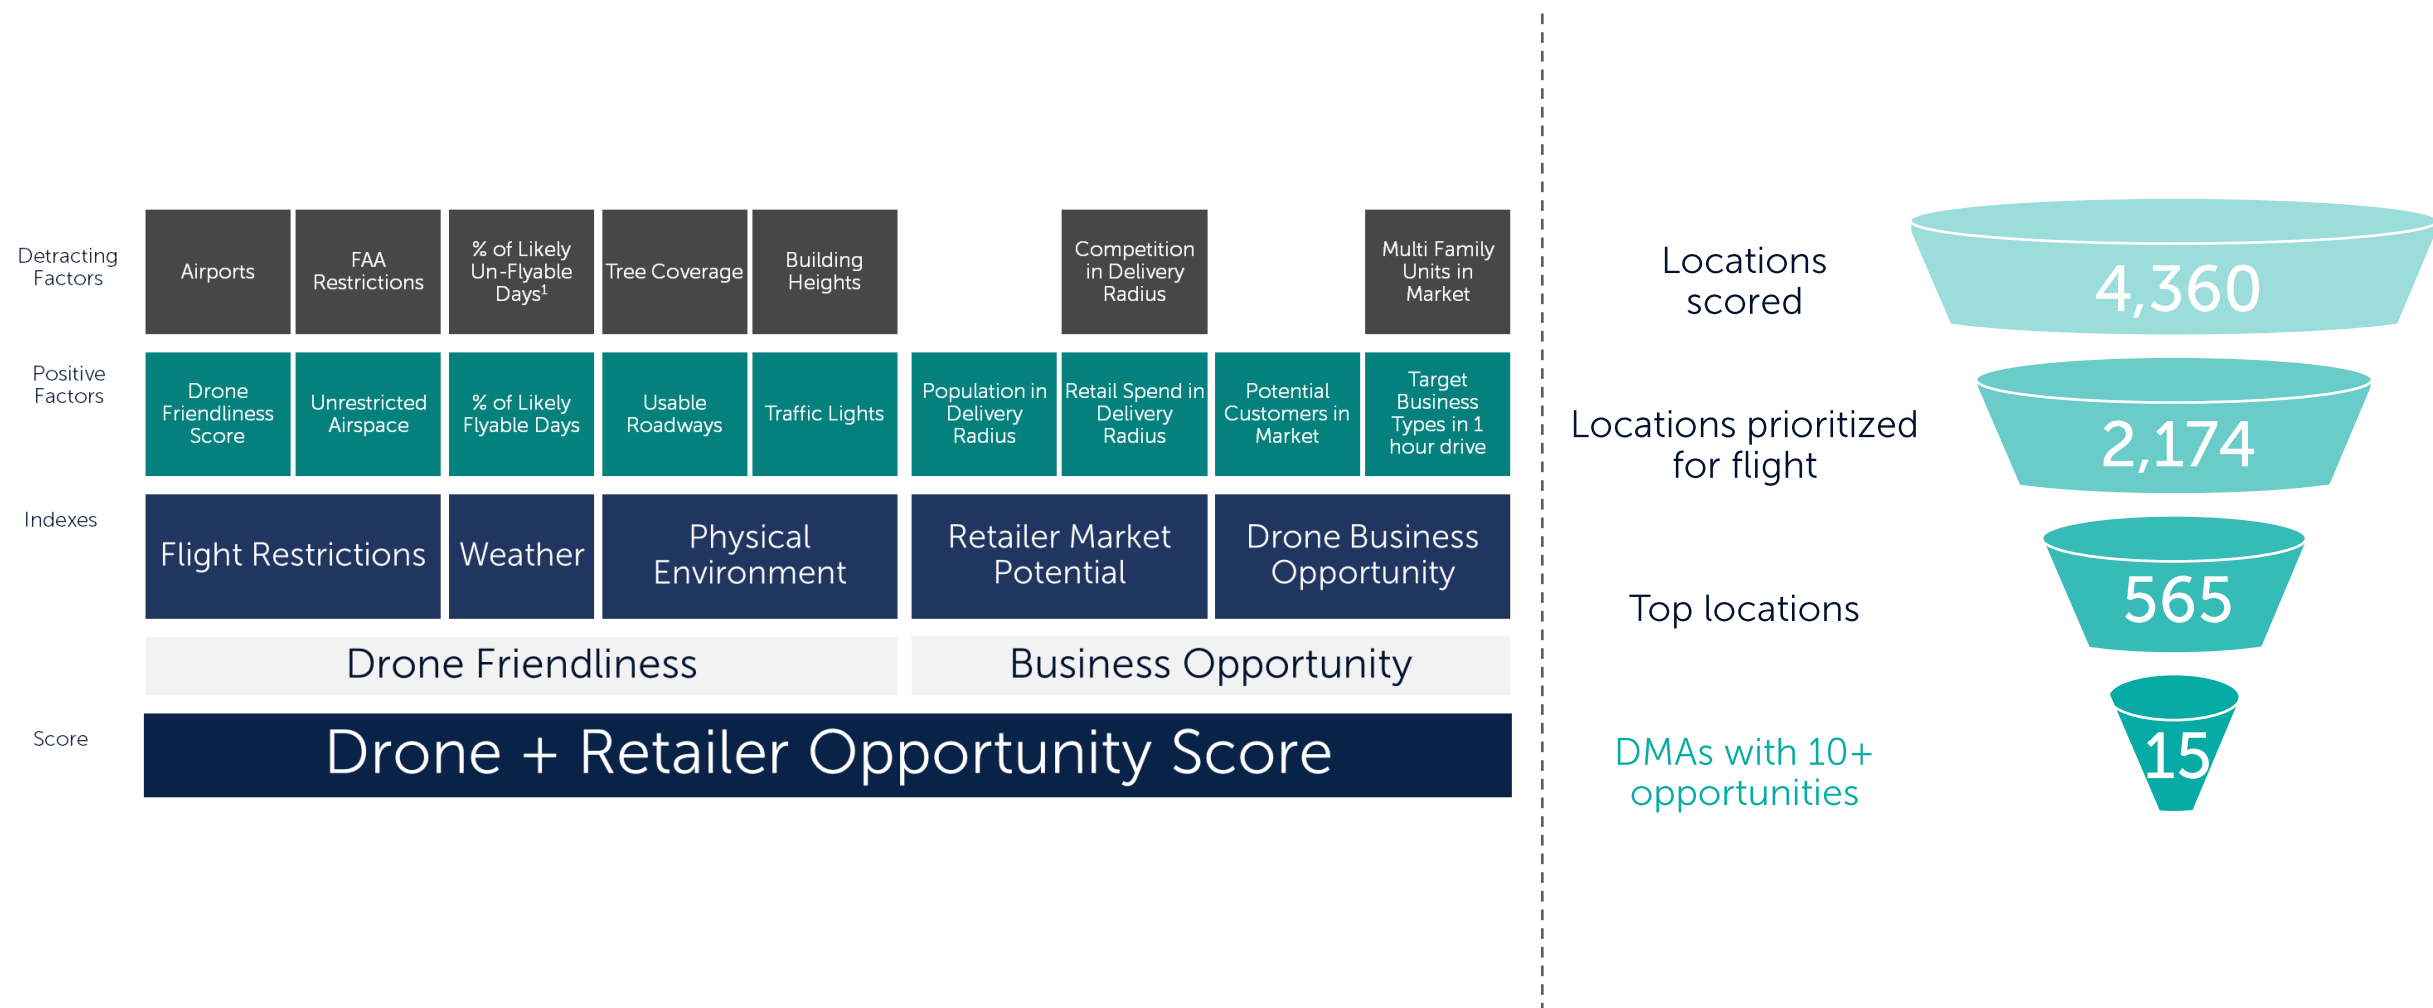 Detracting
Factors
Airports
FAA
Restrictions
% of Likely
Un-Flyable
Days¹
Tree Coverage
Building
Heights
Competition
in Delivery
Radius
Multi Family
Units in
Market
Positive
Factors
Drone
Friendliness
Score
Unrestricted
Airspace
% of Likely
Flyable Days
Usable
Roadways
Traffic Lights
Population in
Delivery
Radius
Retail Spend in
Delivery
Radius
Potential
Customers in
Market
Target
Business
Types in 1
hour drive
Indexes
Flight Restrictions
Weather
Physical
Environment
Retailer Market
Potential
Drone Business
Opportunity
Drone Friendliness
Business Opportunity
Score
Drone + Retailer Opportunity Score
Locations
scored
4,360
Locations prioritized
for flight
2,174
Top locations
565
DMAs with 10+
opportunities
15